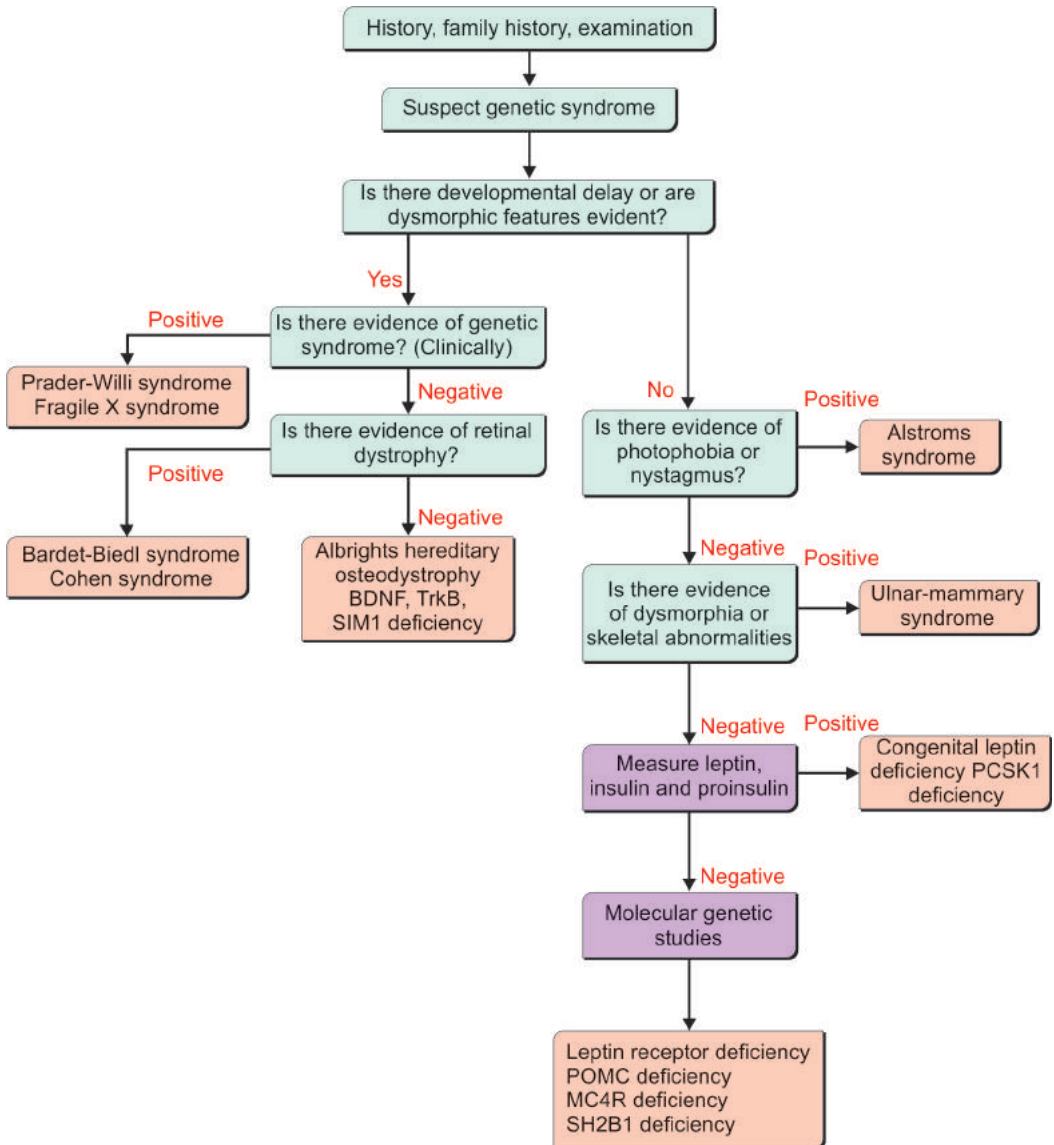 History, family history, examination
Suspect genetic syndrome
Is there developmental delay or are
dysmorphic features evident?
Yes
Positive
Is there evidence of genetic
syndrome? (Clinically)
Prader-Willi syndrome
Fragile X syndrome
Negative
Is there evidence of retinal
dystrophy?
Positive
Bardet-Biedl syndrome
Cohen syndrome
Negative
Albrights hereditary
osteodystrophy
BDNF, TrkB,
SIM1 deficiency
No
Is there evidence of
photophobia or
nystagmus?
Positive
Alstroms
syndrome
Negative
Is there evidence
of dysmorphia or
skeletal abnormalities
Positive
Ulnar-mammary
syndrome
Negative
Measure leptin,
insulin and proinsulin
Positive
Congenital leptin
deficiency PCSK1
deficiency
Negative
Molecular genetic
studies
Leptin receptor deficiency
POMC deficiency
MC4R deficiency
SH2B1 deficiency